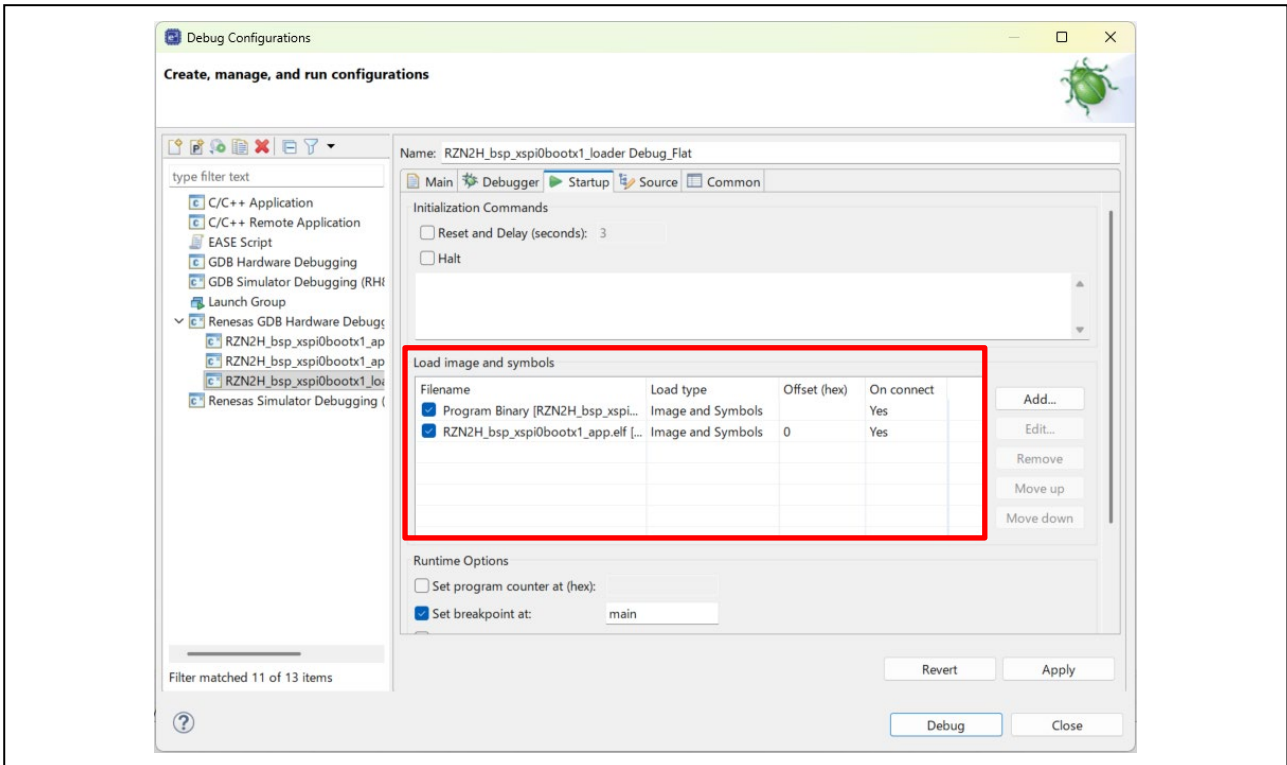 Debug Configurations
Create, manage, and run configurations
Name: RZN2H_bsp_xspi0bootx1_loader Debug_Flat
type filter text
Main Debugger Startup Source Common
C/C++ Application
C/C++ Remote Application
EASE Script
GDB Hardware Debugging
GDB Simulator Debugging (RH8
Launch Group
Renesas GDB Hardware Debugg
RZN2H_bsp_xspi0bootx1_ap
RZN2H_bsp_xspi0bootx1_ap
RZN2H_bsp_xspi0bootx1_loa
Renesas Simulator Debugging (
Filter matched 11 of 13 items
Initialization Commands
Reset and Delay (seconds): 3
Halt
Load image and symbols
Filename Load type Offset (hex) On connect
Program Binary [RZN2H_bsp_xspi... Image and Symbols Yes
RZN2H_bsp_xspi0bootx1_app.elf [... Image and Symbols 0 Yes
Add...
Edit...
Remove
Move up
Move down
Runtime Options
Set program counter at (hex):
Set breakpoint at: main
Revert Apply
Debug Close